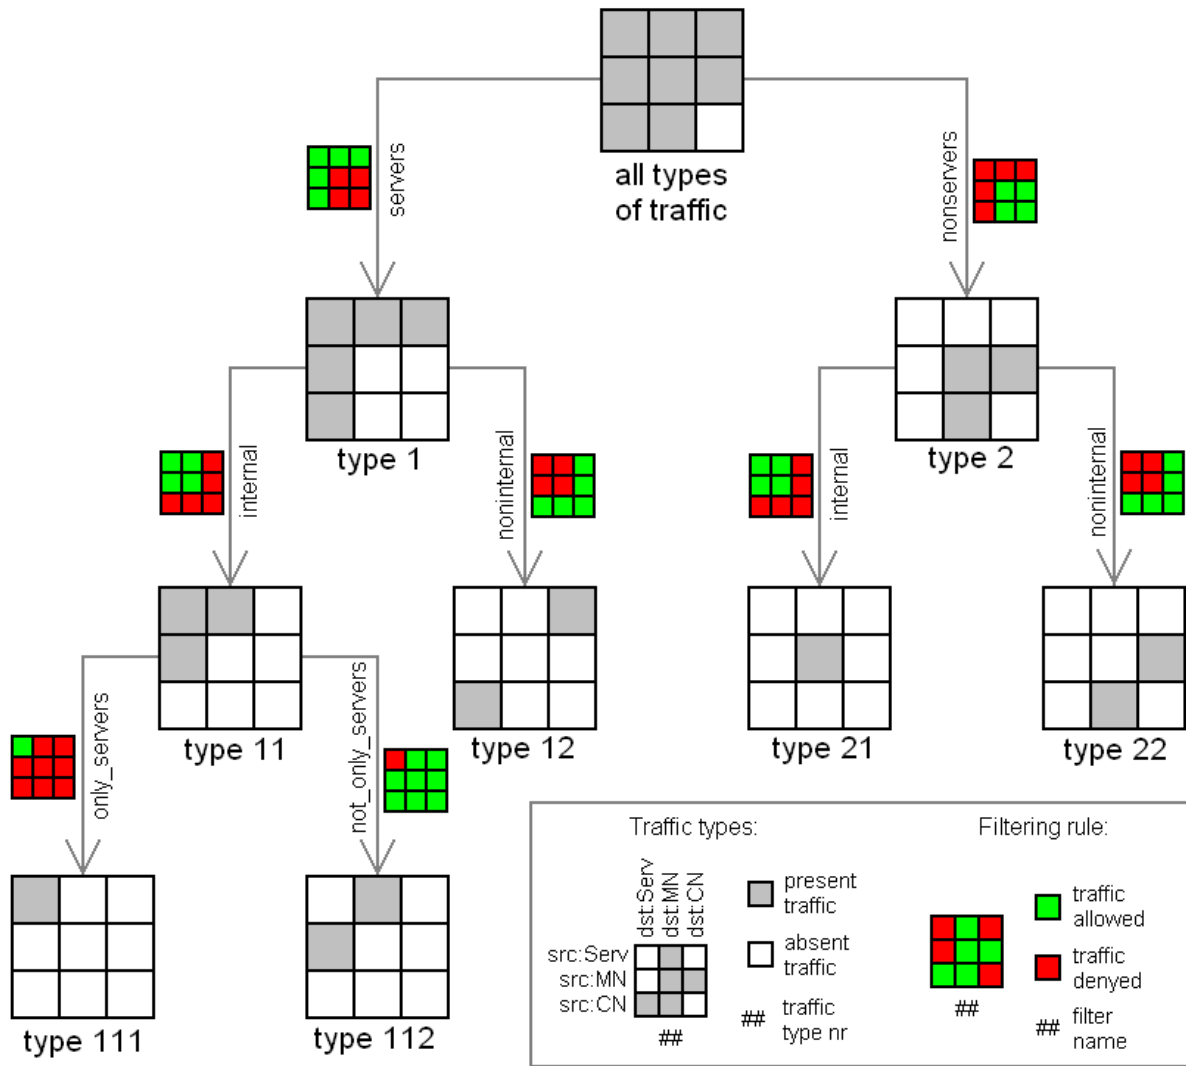 all types
of traffic
servers
nonservers
type 1
type 2
internal
noninternal
internal
noninternal
type 11
type 12
type 21
type 22
only_servers
not_only_servers
type 111
type 112
Traffic types:
dst:Serv
dst:MN
dst:CN
src:Serv
src:MN
src:CN
##
present
traffic
absent
traffic
## traffic
type nr
Filtering rule:
##
traffic
allowed
traffic
denyed
## filter
name